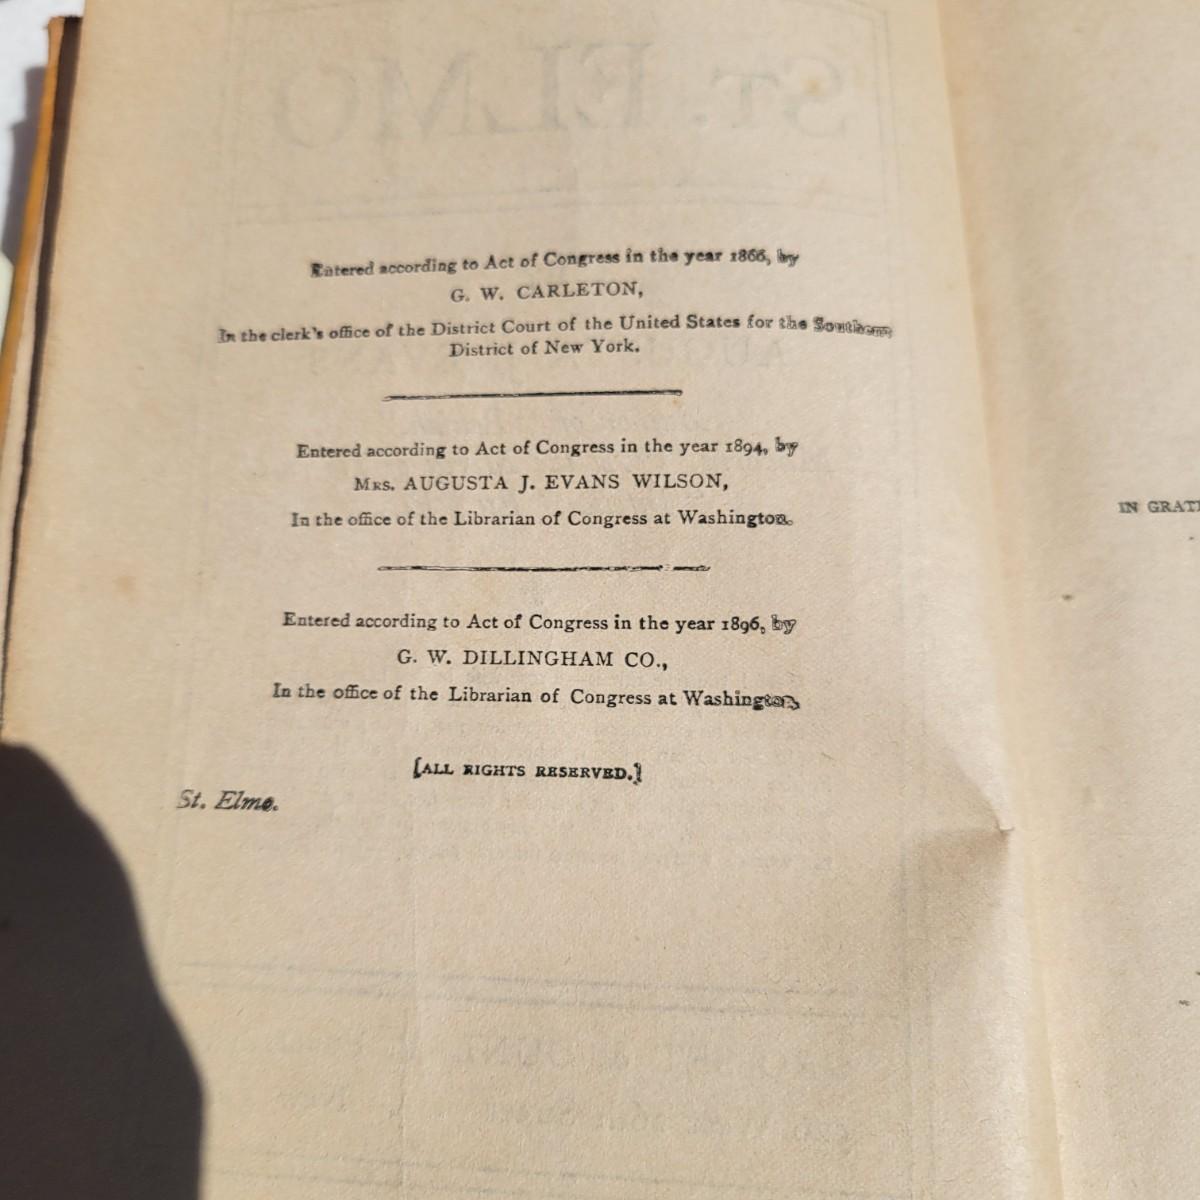 St. ELMO
Entered according to Act of Congress in the year 1866, by
G. W. CARLETON,
In the clerk's office of the District Court of the United States for the Southern
District of New York.
Entered according to Act of Congress in the year 1894, by
MRS. AUGUSTA J. EVANS WILSON,
In the office of the Librarian of Congress at Washington.
Entered according to Act of Congress in the year 1896, by
G. W. DILLINGHAM CO.,
In the office of the Librarian of Congress at Washington.
[ALL RIGHTS RESERVED.]
St. Elmo.
IN GRATI